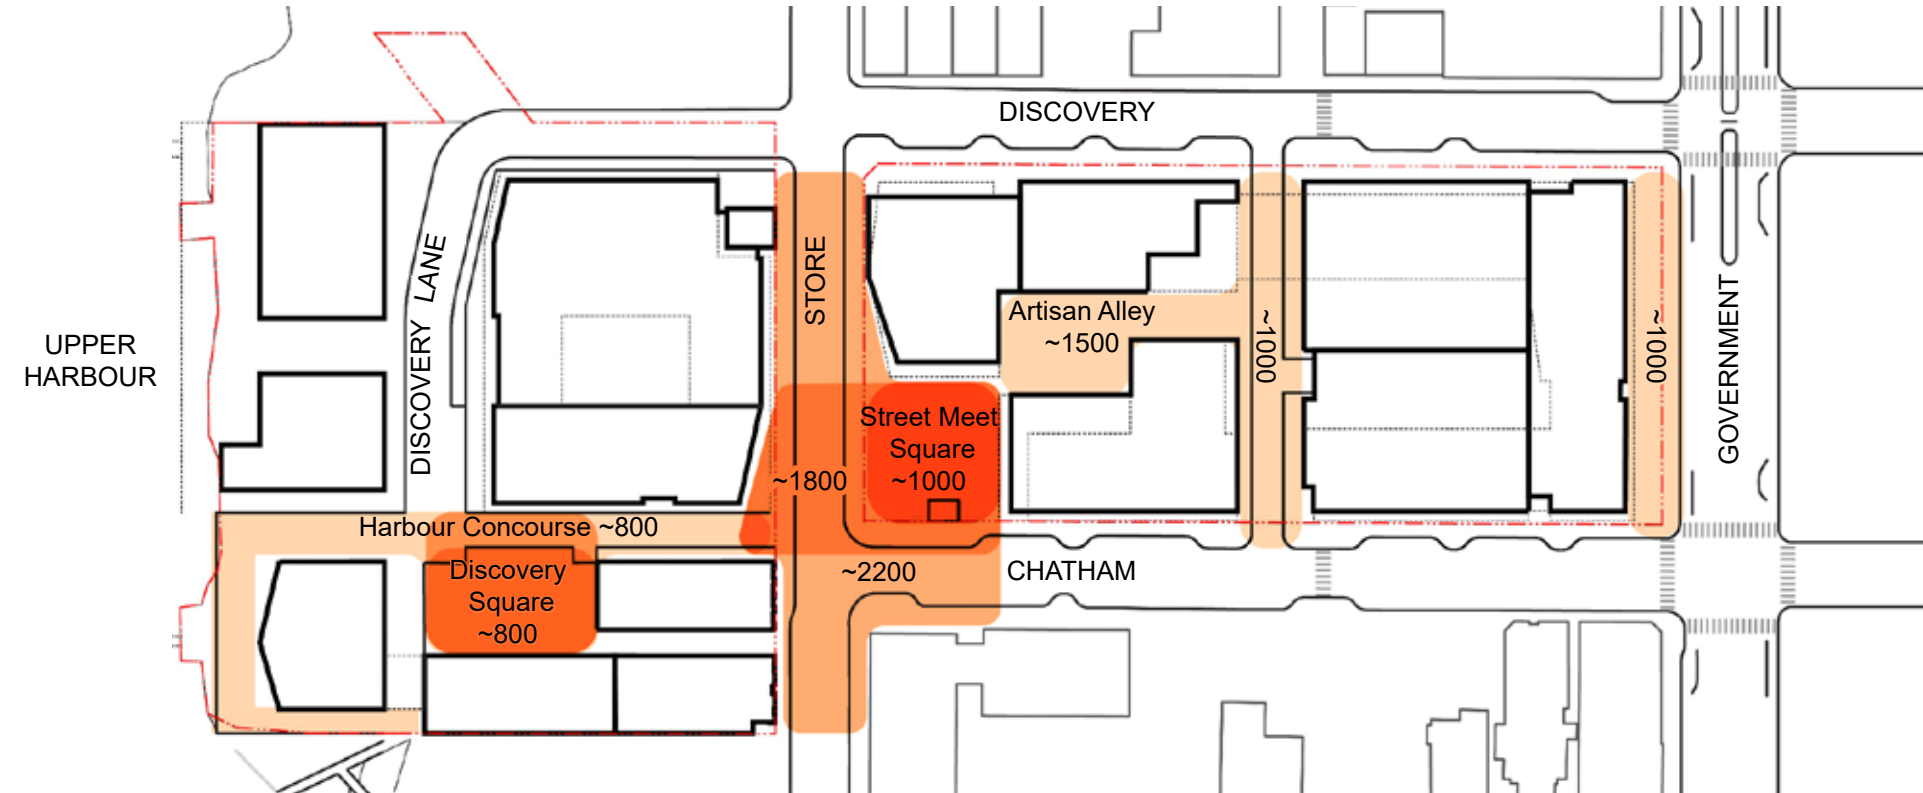 DISCOVERY
UPPER
HARBOUR
DISCOVERY LANE
STORE
Artisan Alley
~1500
~1000
~1000
GOVERNMENT
Street Meet
Square
~1000
~1800
Harbour Concourse ~800
Discovery
Square
~800
~2200
CHATHAM